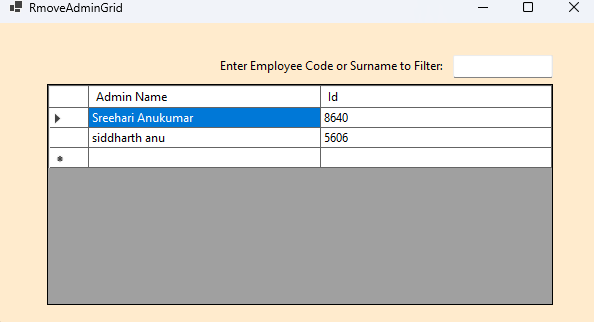 RmoveAdminGrid
Enter Employee Code or Surname to Filter:
Admin Name Id
Sreehari Anukumar 8640
siddharth anu 5606